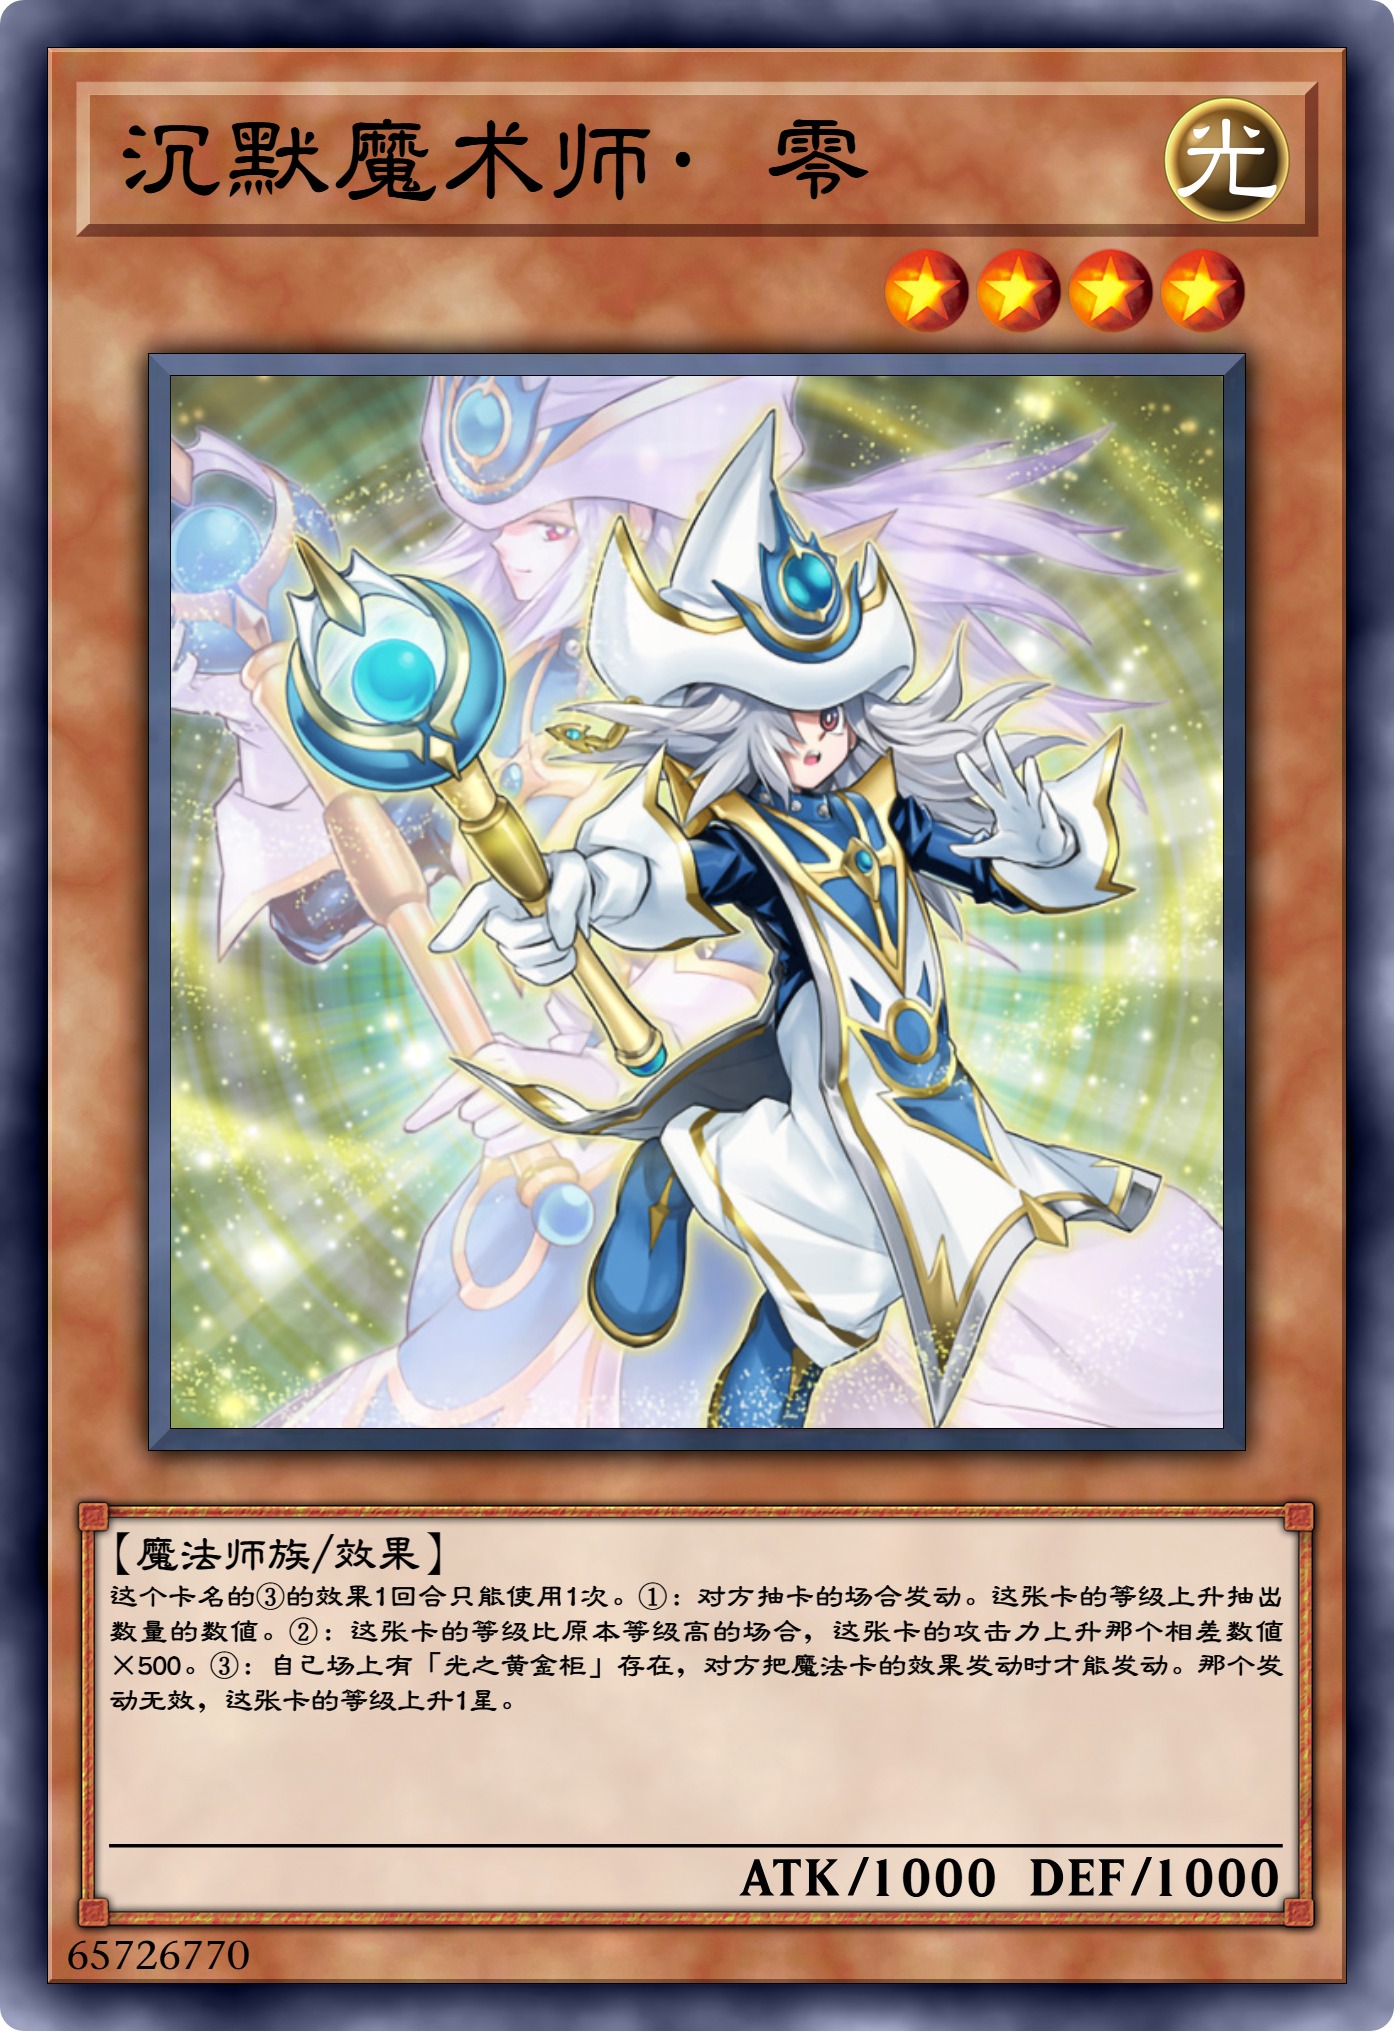 沉默魔术师·零
光
【魔法师族/效果】
这个卡名的③的效果1回合只能使用1次。①：对方抽卡的场合发动。这张卡的等级上升抽出
数量的数值。②：这张卡的等级比原本等级高的场合，这张卡的攻击力上升那个相差数值
×500。③：自己场上有「光之黄金柜」存在，对方把魔法卡的效果发动时才能发动。那个发
动无效，这张卡的等级上升1星。
ATK/1000 DEF/1000
65726770